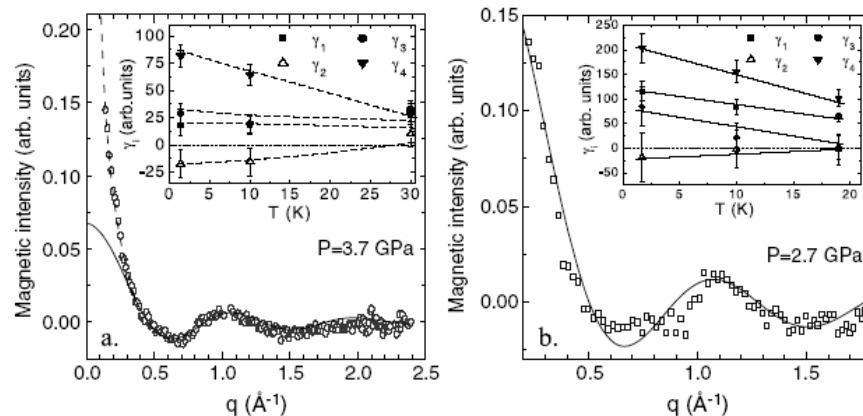 Magnetic intensity (arb. units)
0.20
0.15
0.10
0.05
0.00
0.0 0.5 1.0 1.5 2.0 2.5
q (Å⁻¹)
a.
P=3.7 GPa
γᵢ (arb.units)
100
75
50
25
0
-25
0 5 10 15 20 25 30
T (K)
γ₁ γ₃
γ₂ γ₄
Magnetic intensity (arb. units)
0.15
0.10
0.05
0.00
0.5 1.0 1.5
q (Å⁻¹)
b.
P=2.7 GPa
γᵢ (arb. units)
250
200
150
100
50
0
-50
0 5 10 15 20
T (K)
γ₁ γ₃
γ₂ γ₄